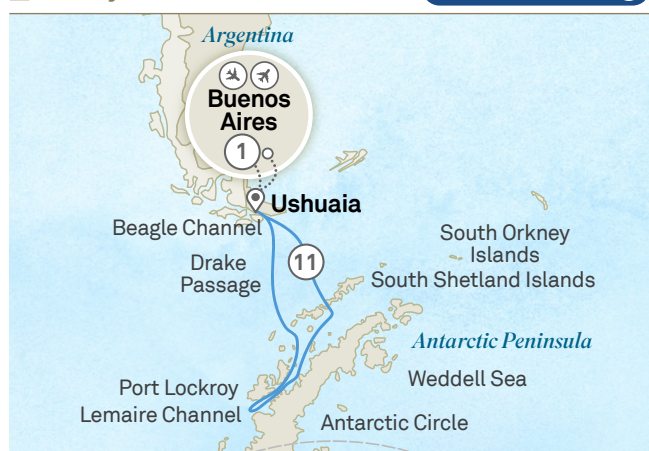 Argentina
Buenos
Aires
1
Ushuaia
Beagle Channel
Drake
Passage
11
South Orkney
Islands
South Shetland Islands
Antarctic Peninsula
Weddell Sea
Port Lockroy
Lemaire Channel
Antarctic Circle